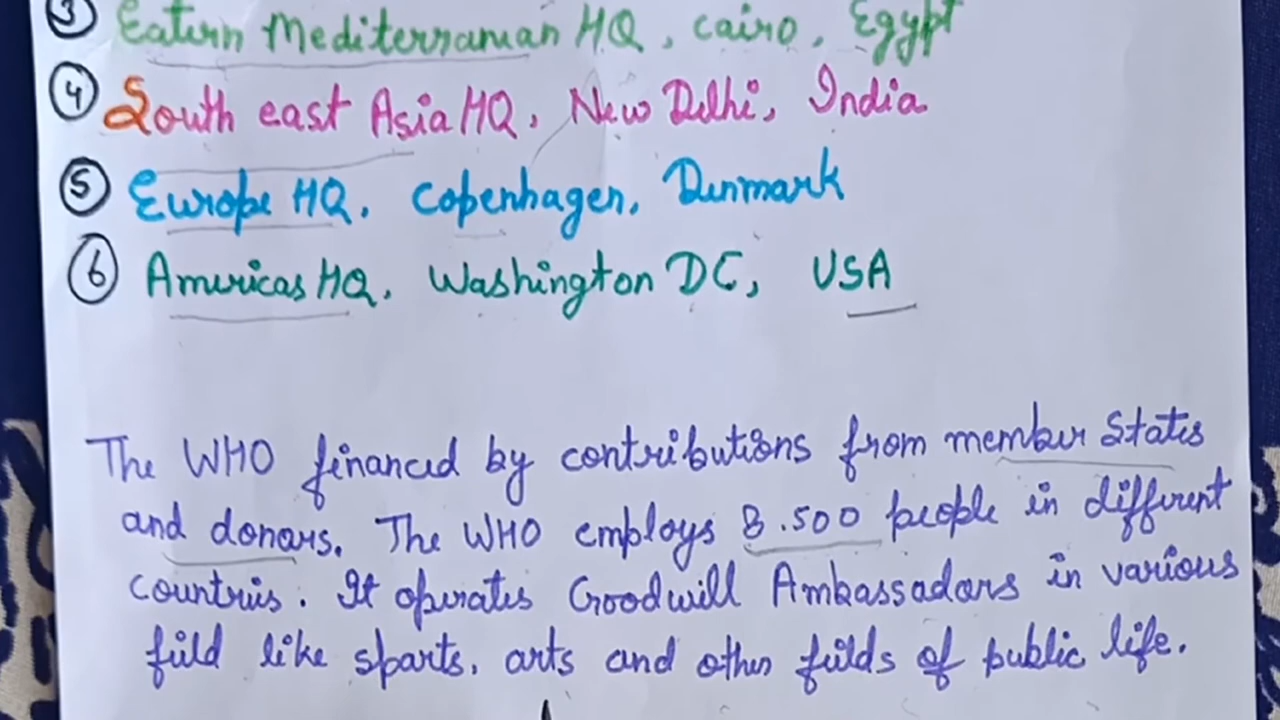 ③ Eatern Mediterranean HQ, Cairo, Egypt
④ South east Asia HQ, New Delhi, India
⑤ Europe HQ, Copenhagen, Denmark
⑥ Americas HQ, Washington DC, USA
The WHO financed by contributions from member States
and donars. The WHO employs 8.500 people in different
countries. It operates Goodwill Ambassadors in various
field like sparts, arts and other fields of public life.